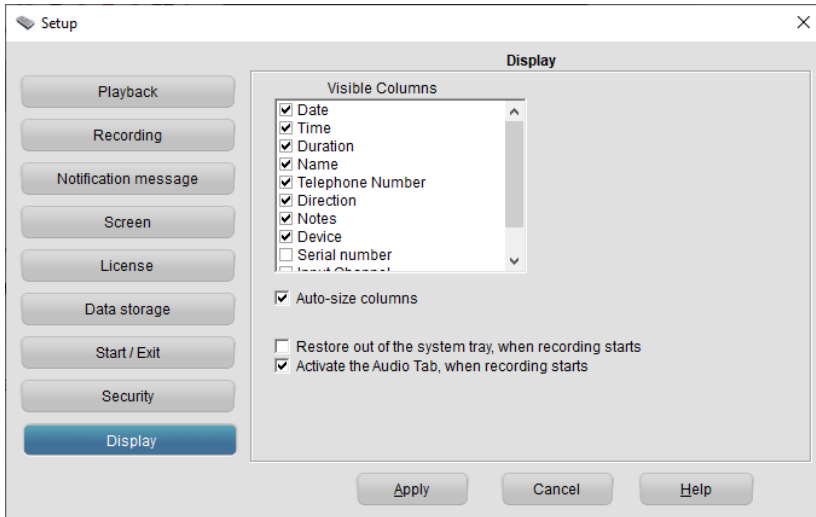 Setup
Display
Playback
Recording
Notification message
Screen
License
Data storage
Start / Exit
Security
Display
Visible Columns
Date
Time
Duration
Name
Telephone Number
Direction
Notes
Device
Serial number
Input Channel
Auto-size columns
Restore out of the system tray, when recording starts
Activate the Audio Tab, when recording starts
Apply Cancel Help